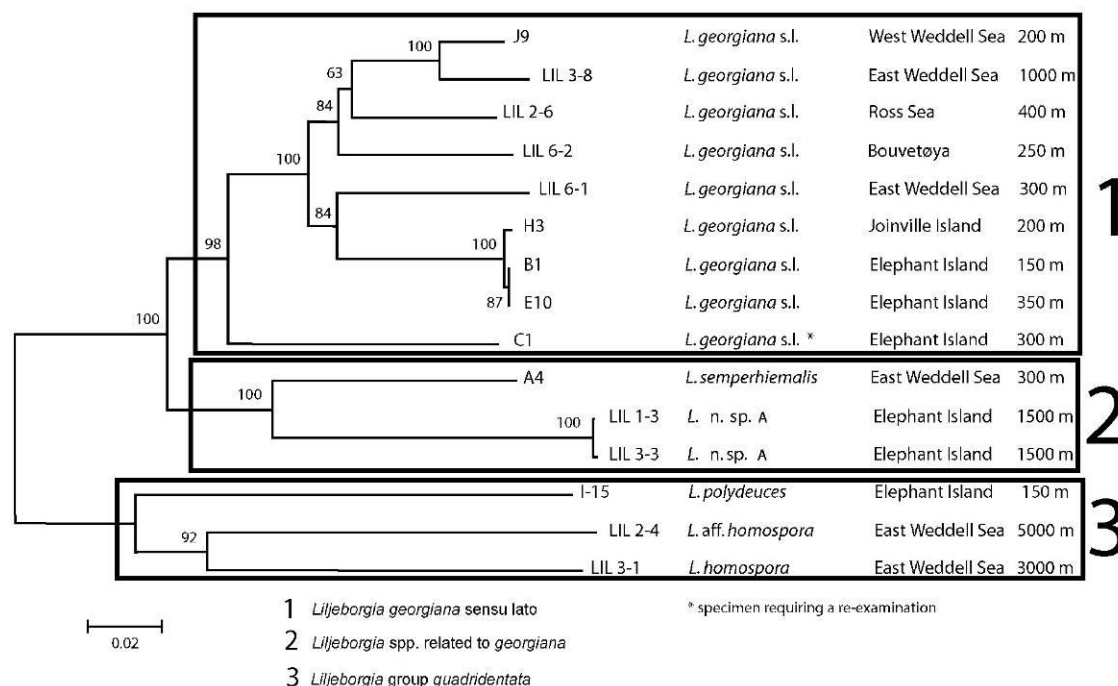 100 J9 L. georgiana s.l. West Weddell Sea 200 m
63 LIL 3-8 L. georgiana s.l. East Weddell Sea 1000 m
84 LIL 2-6 L. georgiana s.l. Ross Sea 400 m
100 LIL 6-2 L. georgiana s.l. Bouvetøya 250 m
LIL 6-1 L. georgiana s.l. East Weddell Sea 300 m
1
84 H3 L. georgiana s.l. Joinville Island 200 m
98 100 B1 L. georgiana s.l. Elephant Island 150 m
87 E10 L. georgiana s.l. Elephant Island 350 m
100 C1 L. georgiana s.l. * Elephant Island 300 m
A4 L. semperhiemalis East Weddell Sea 300 m
100 100 LIL 1-3 L. n. sp. A Elephant Island 1500 m
2
LIL 3-3 L. n. sp. A Elephant Island 1500 m
I-15 L. polydeuces Elephant Island 150 m
92 LIL 2-4 L. aff. homospora East Weddell Sea 5000 m
3
LIL 3-1 L. homospora East Weddell Sea 3000 m
1 Liljeborgia georgiana sensu lato * specimen requiring a re-examination
0.02 2 Liljeborgia spp. related to georgiana
3 Liljeborgia group quadridentata